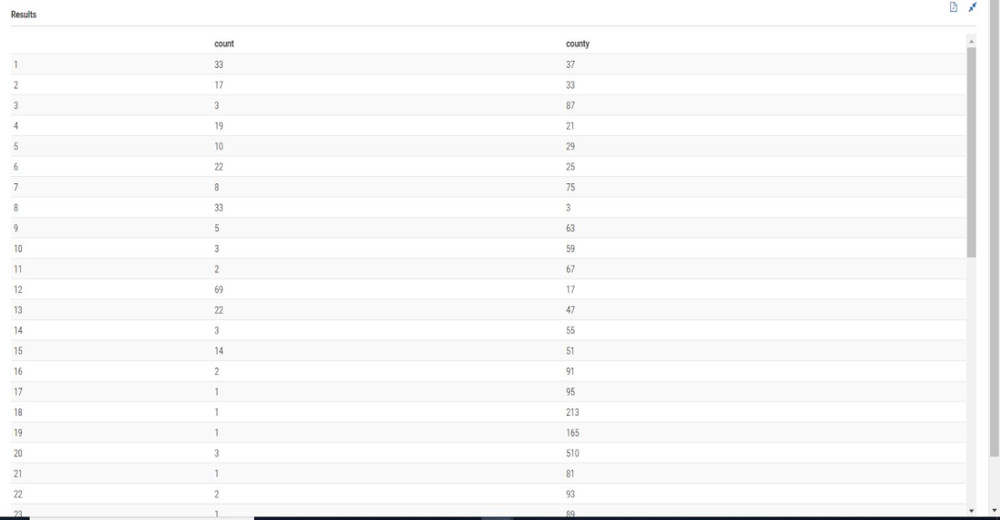 Results
count county
1 33 37
2 17 33
3 3 87
4 19 21
5 10 29
6 22 25
7 8 75
8 33 3
9 5 63
10 3 59
11 2 67
12 69 17
13 22 47
14 3 55
15 14 51
16 2 91
17 1 95
18 1 213
19 1 165
20 3 510
21 1 81
22 2 93
23 1 89